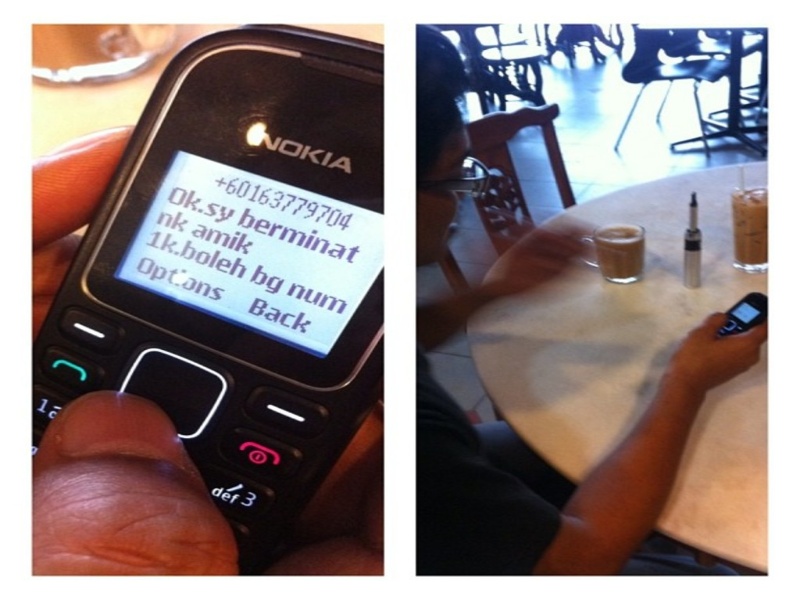 NOKIA
+60163779704
Ok.sy berminat
nk amik
1k.boleh bg num
Options Back
def 3